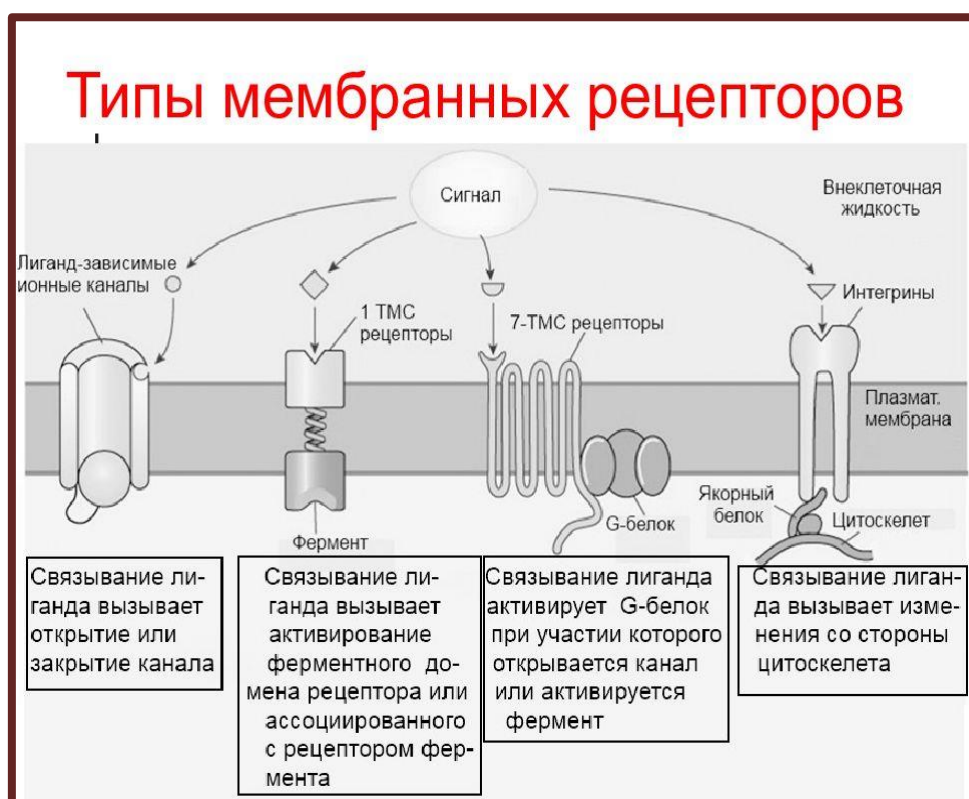 Типы мембранных рецепторов
Сигнал
Внеклеточная
жидкость
Лиганд-зависимые
ионные каналы
1 ТМС
рецепторы
7-ТМС рецепторы
Интегрины
Плазмат.
мембрана
Фермент
G-белок
Якорный
белок
Цитоскелет
Связывание ли-
ганда вызывает
открытие или
закрытие канала
Связывание ли-
ганда вызывает
активирование
ферментного до-
мена рецептора или
ассоциированного
с рецептором фер-
мента
Связывание лиганда
активирует G-белок
при участии которого
открывается канал
или активируется
фермент
Связывание лиган-
да вызывает изме-
нения со стороны
цитоскелета